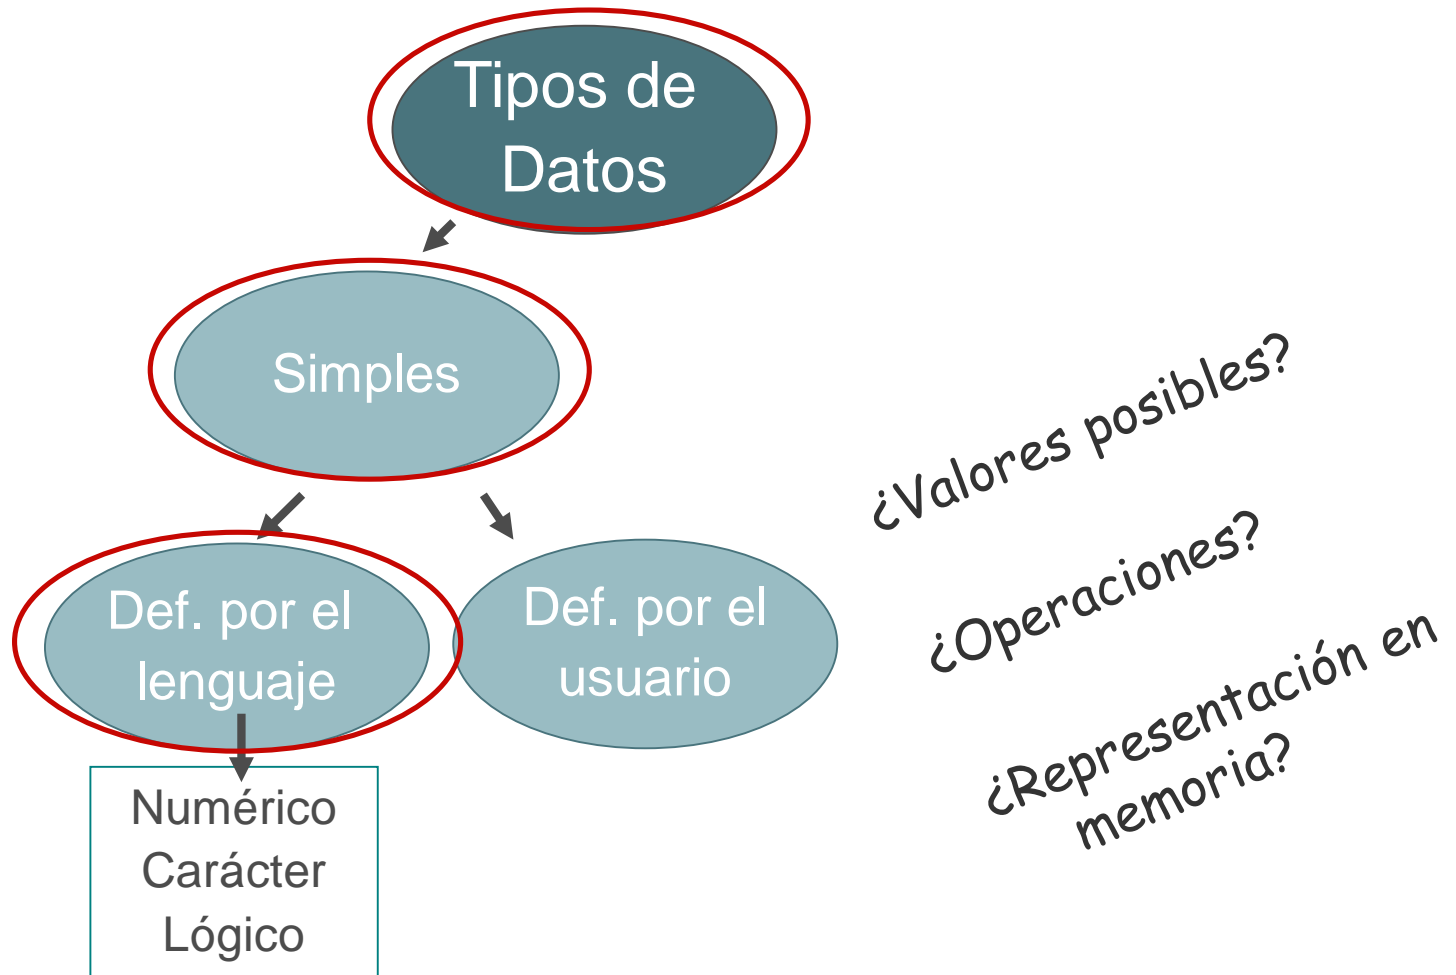 Tipos de
Datos
Simples
Def. por el
lenguaje
Def. por el
usuario
Numérico
Carácter
Lógico
¿Valores posibles?
¿Operaciones?
¿Representación en
memoria?